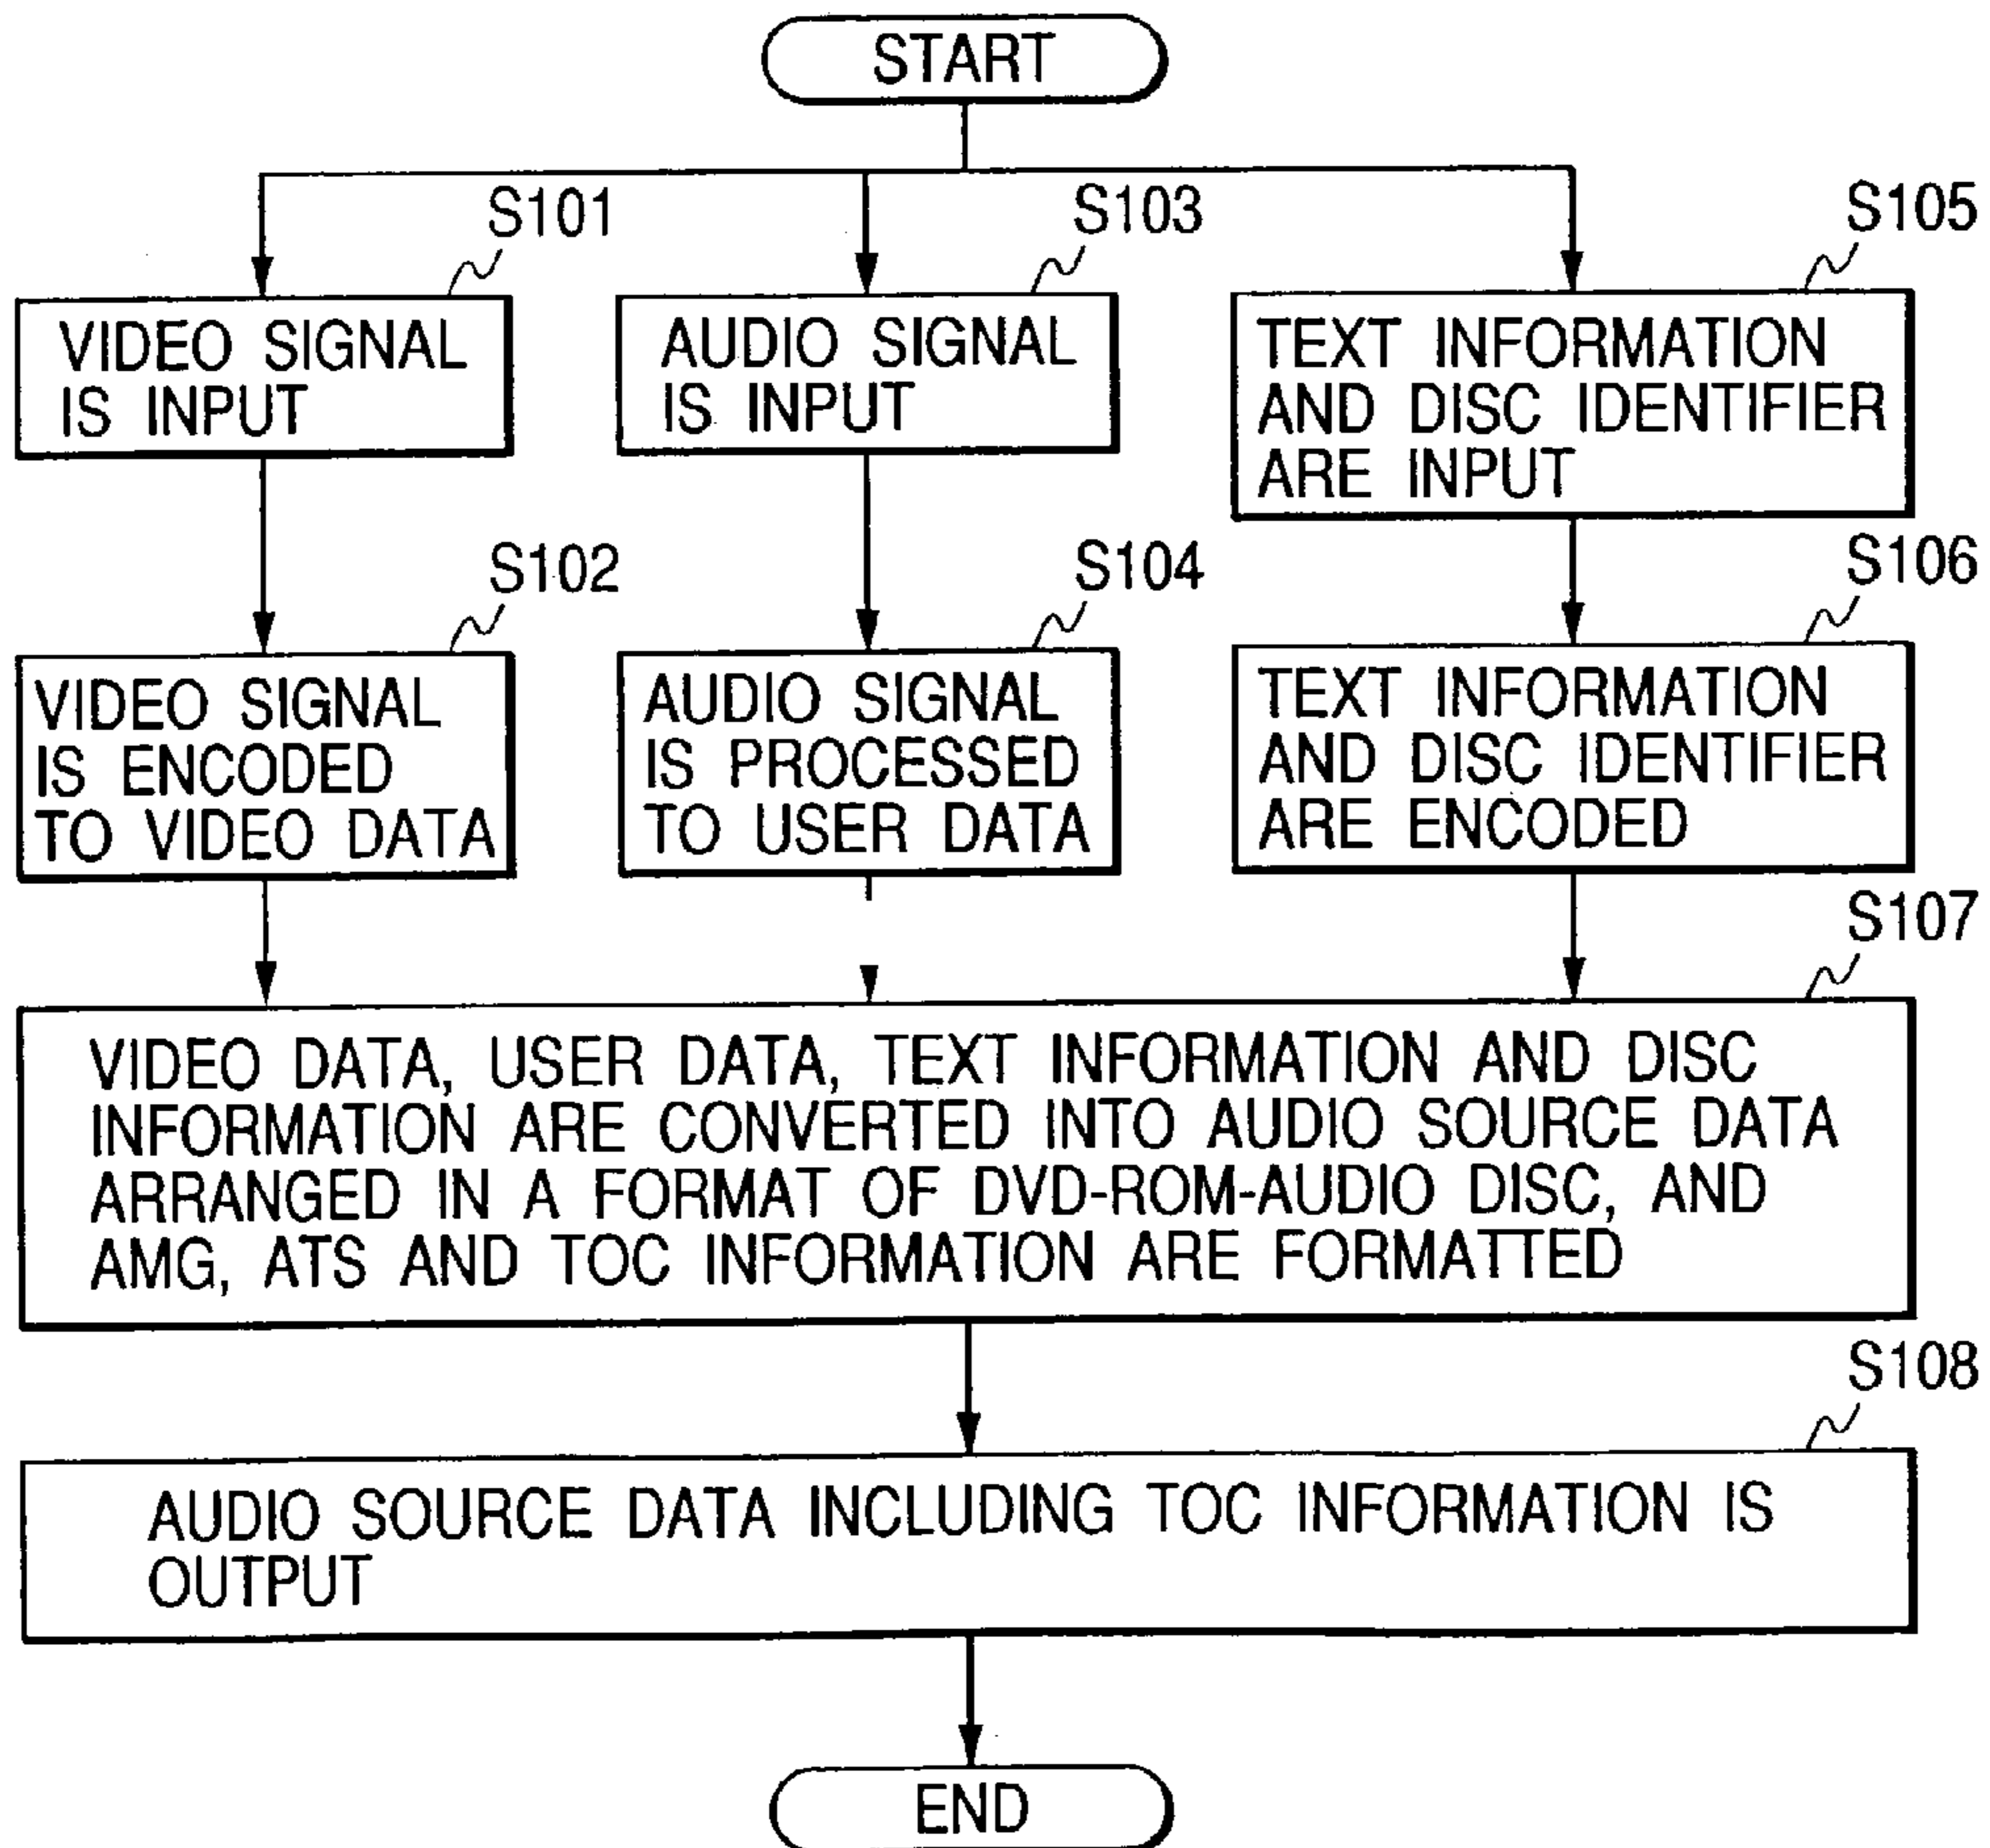 START
S101
VIDEO SIGNAL
IS INPUT
S103
AUDIO SIGNAL
IS INPUT
S105
TEXT INFORMATION
AND DISC IDENTIFIER
ARE INPUT
S102
VIDEO SIGNAL
IS ENCODED
TO VIDEO DATA
S104
AUDIO SIGNAL
IS PROCESSED
TO USER DATA
S106
TEXT INFORMATION
AND DISC IDENTIFIER
ARE ENCODED
S107
VIDEO DATA, USER DATA, TEXT INFORMATION AND DISC
INFORMATION ARE CONVERTED INTO AUDIO SOURCE DATA
ARRANGED IN A FORMAT OF DVD-ROM-AUDIO DISC, AND
AMG, ATS AND TOC INFORMATION ARE FORMATTED
S108
AUDIO SOURCE DATA INCLUDING TOC INFORMATION IS
OUTPUT
END